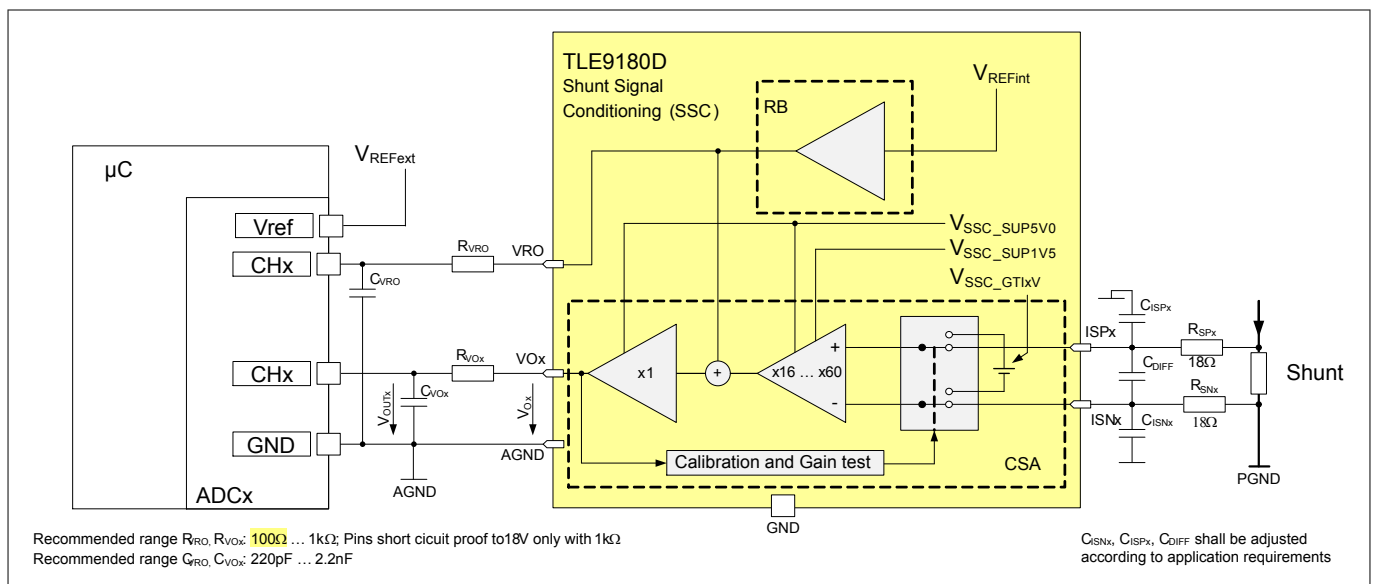 TLE9180D
Shunt Signal
Conditioning (SSC)
RB
VREFint
µC
VREFext
Vref
CHx
RVRO
VRO
CVRO
VSSC_SUP5V0
VSSC_SUP1V5
VSSC_GTIxV
CHx
RVOx
VOx
CVOx
VOUTx
VOx
x1
+
x16 ... x60
+
-
ISPx
CISPx
RSPx
18Ω
CDIFF
Shunt
RSNx
18Ω
ISNx
CISNx
GND
AGND
AGND
ADCx
Calibration and Gain test
CSA
GND
PGND
Recommended range RVRO, RVOx: 100Ω ... 1kΩ; Pins short cicuit proof to18V only with 1kΩ
Recommended range CVRO, CVOx: 220pF ... 2.2nF
CISNx, CISPx, CDIFF shall be adjusted
according to application requirements